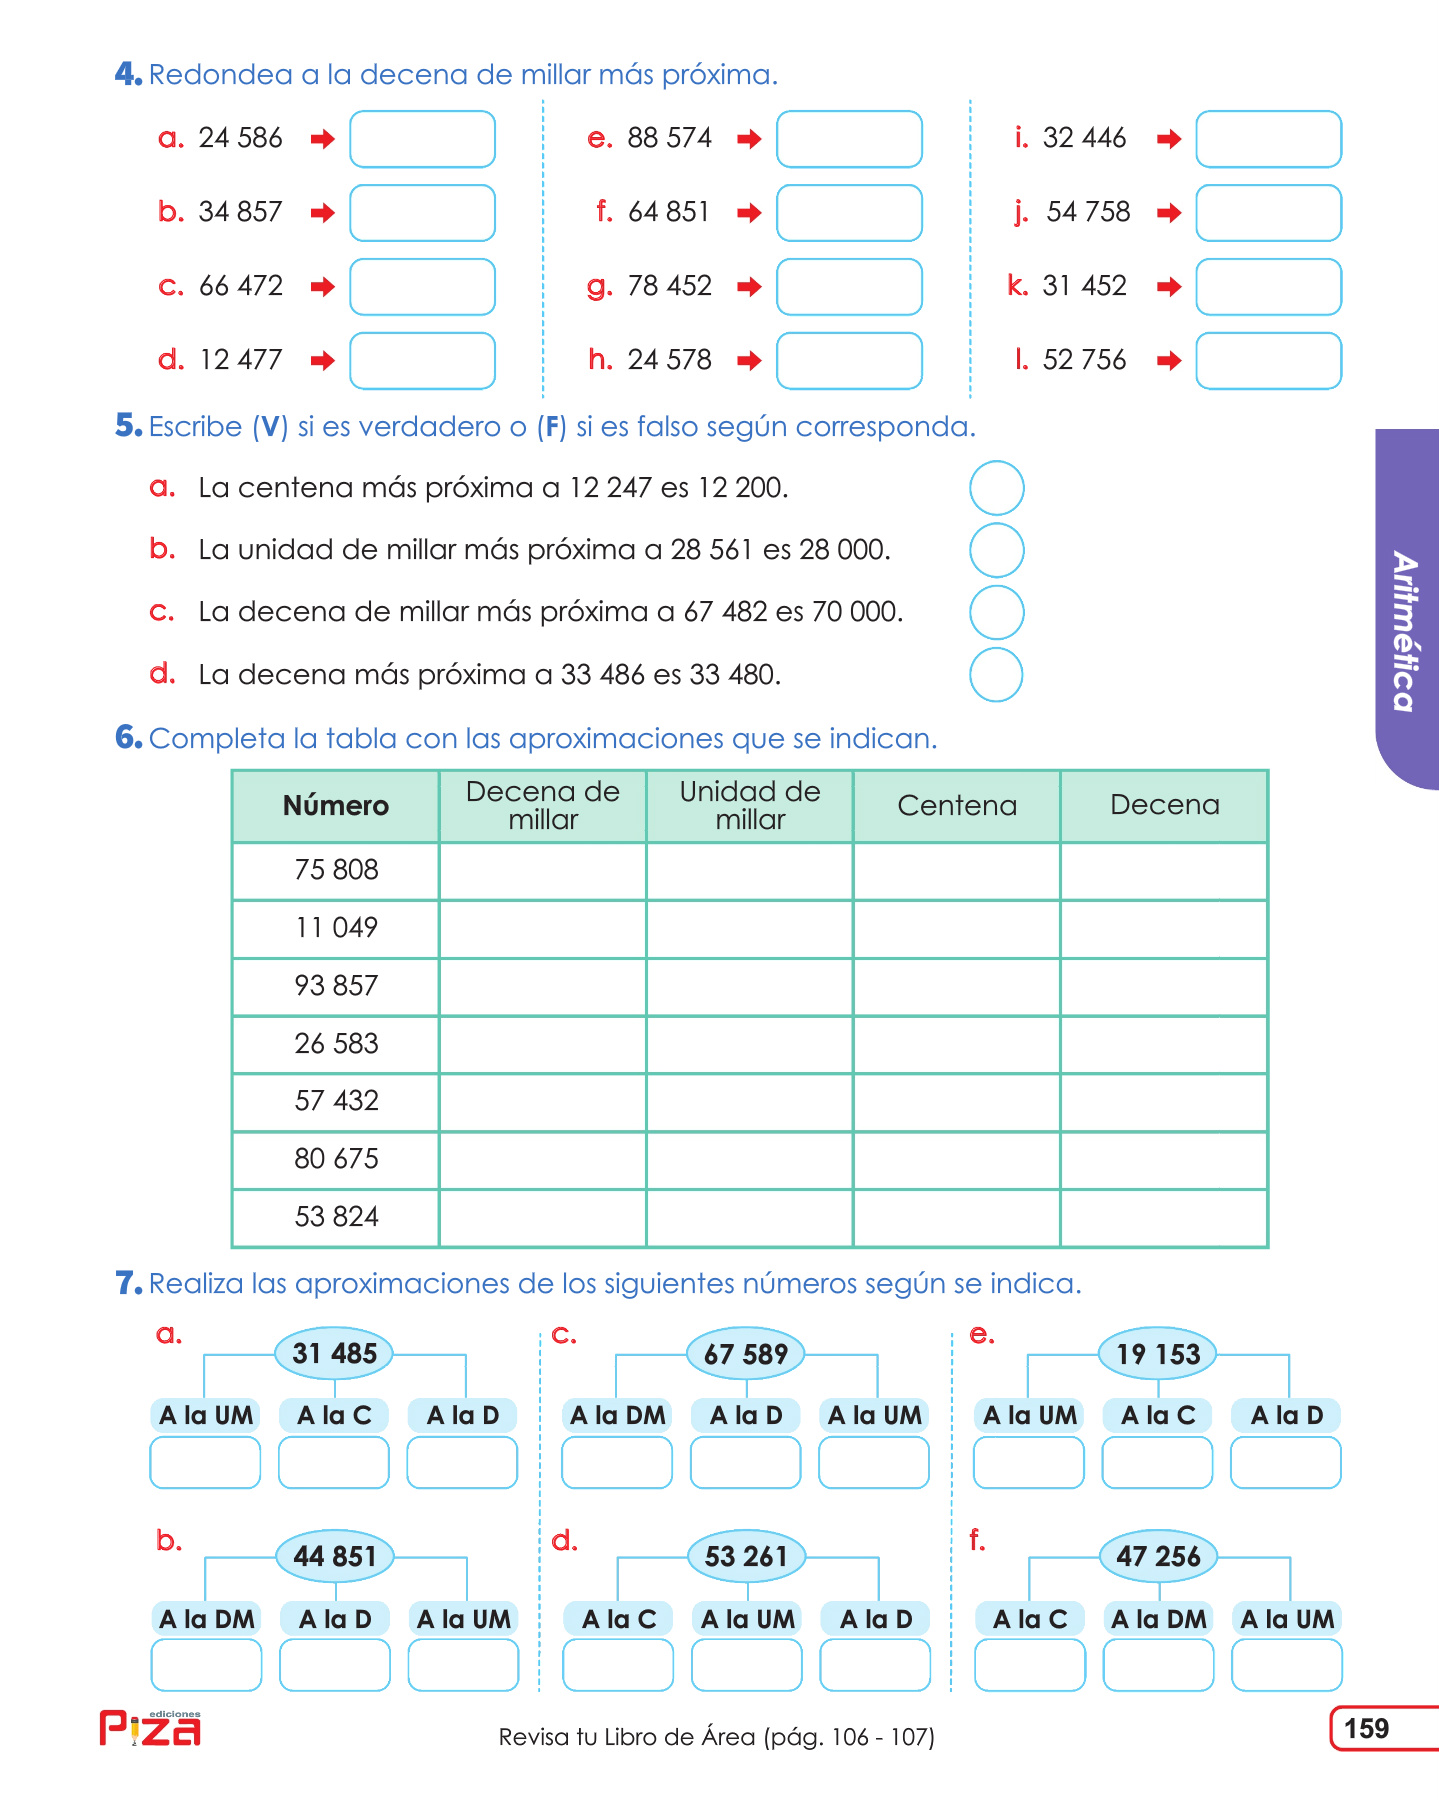 4. Redondea a la decena de millar más próxima.
a. 24 586
e. 88 574
i. 32 446
b. 34 857
f. 64 851
j. 54 758
c. 66 472
g. 78 452
k. 31 452
d. 12 477
h. 24 578
l. 52 756
5. Escribe (V) si es verdadero o (F) si es falso según corresponda.
a. La centena más próxima a 12 247 es 12 200.
b. La unidad de millar más próxima a 28 561 es 28 000.
c. La decena de millar más próxima a 67 482 es 70 000.
d. La decena más próxima a 33 486 es 33 480.
Aritmética
6. Completa la tabla con las aproximaciones que se indican.
Número Decena de millar Unidad de millar Centena Decena
75 808
11 049
93 857
26 583
57 432
80 675
53 824
7. Realiza las aproximaciones de los siguientes números según se indica.
a. 31 485
A la UM A la C A la D
c. 67 589
A la DM A la D A la UM
e. 19 153
A la UM A la C A la D
b. 44 851
A la DM A la D A la UM
d. 53 261
A la C A la UM A la D
f. 47 256
A la C A la DM A la UM
ediciones
Piza
Revisa tu Libro de Área (pág. 106 - 107)
159